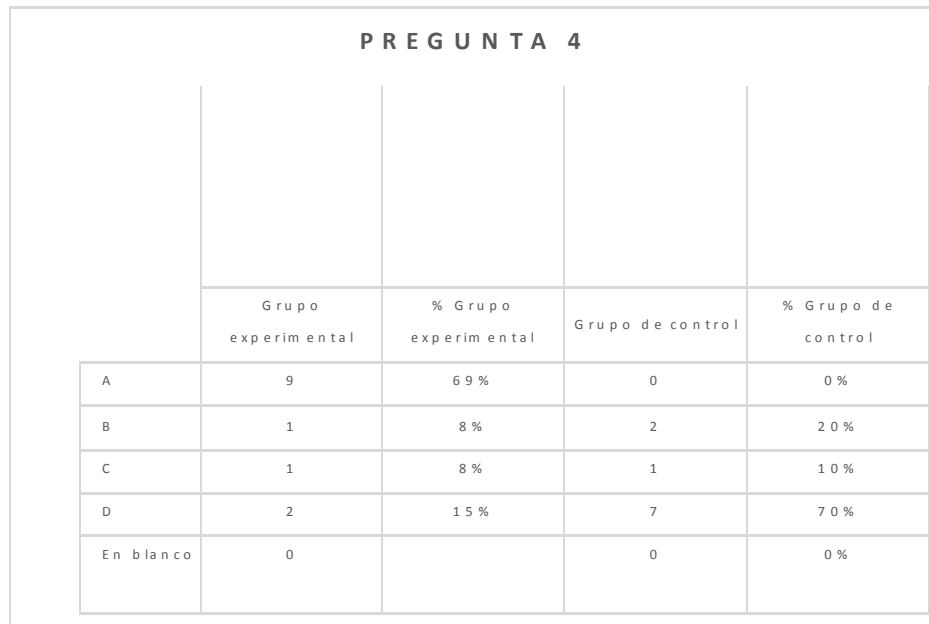 PREGUNTA 4
Grupo experimental % Grupo experimental Grupo de control % Grupo de control
A 9 69% 0 0%
B 1 8% 2 20%
C 1 8% 1 10%
D 2 15% 7 70%
En blanco 0 0 0%